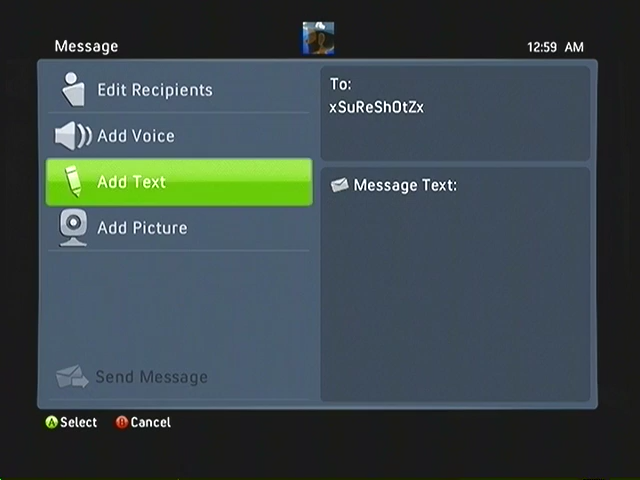 Message
12:59 AM
Edit Recipients
Add Voice
Add Text
Add Picture
Send Message
To:
xSuReShOtZx
Message Text:
A Select B Cancel